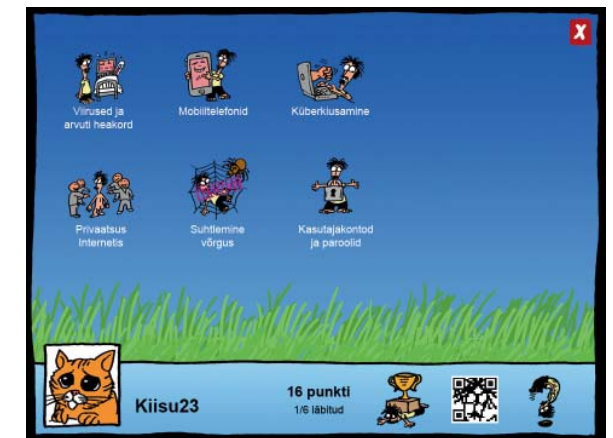 X
Viirused ja
arvuti heakord
Mobiiltelefonid
Küberkiusamine
Privaatsus
Internetis
Suhtlemine
võrgus
Kasutajakontod
ja paroolid
Kiisu23
16 punkti
1/6 läbitud
?